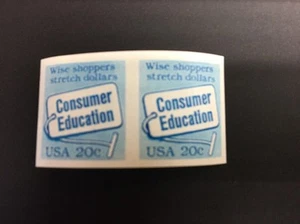 Wise shoppers
stretch dollars
Consumer
Education
USA 20c
Wise shoppers
stretch dollars
Consumer
Education
USA 20c